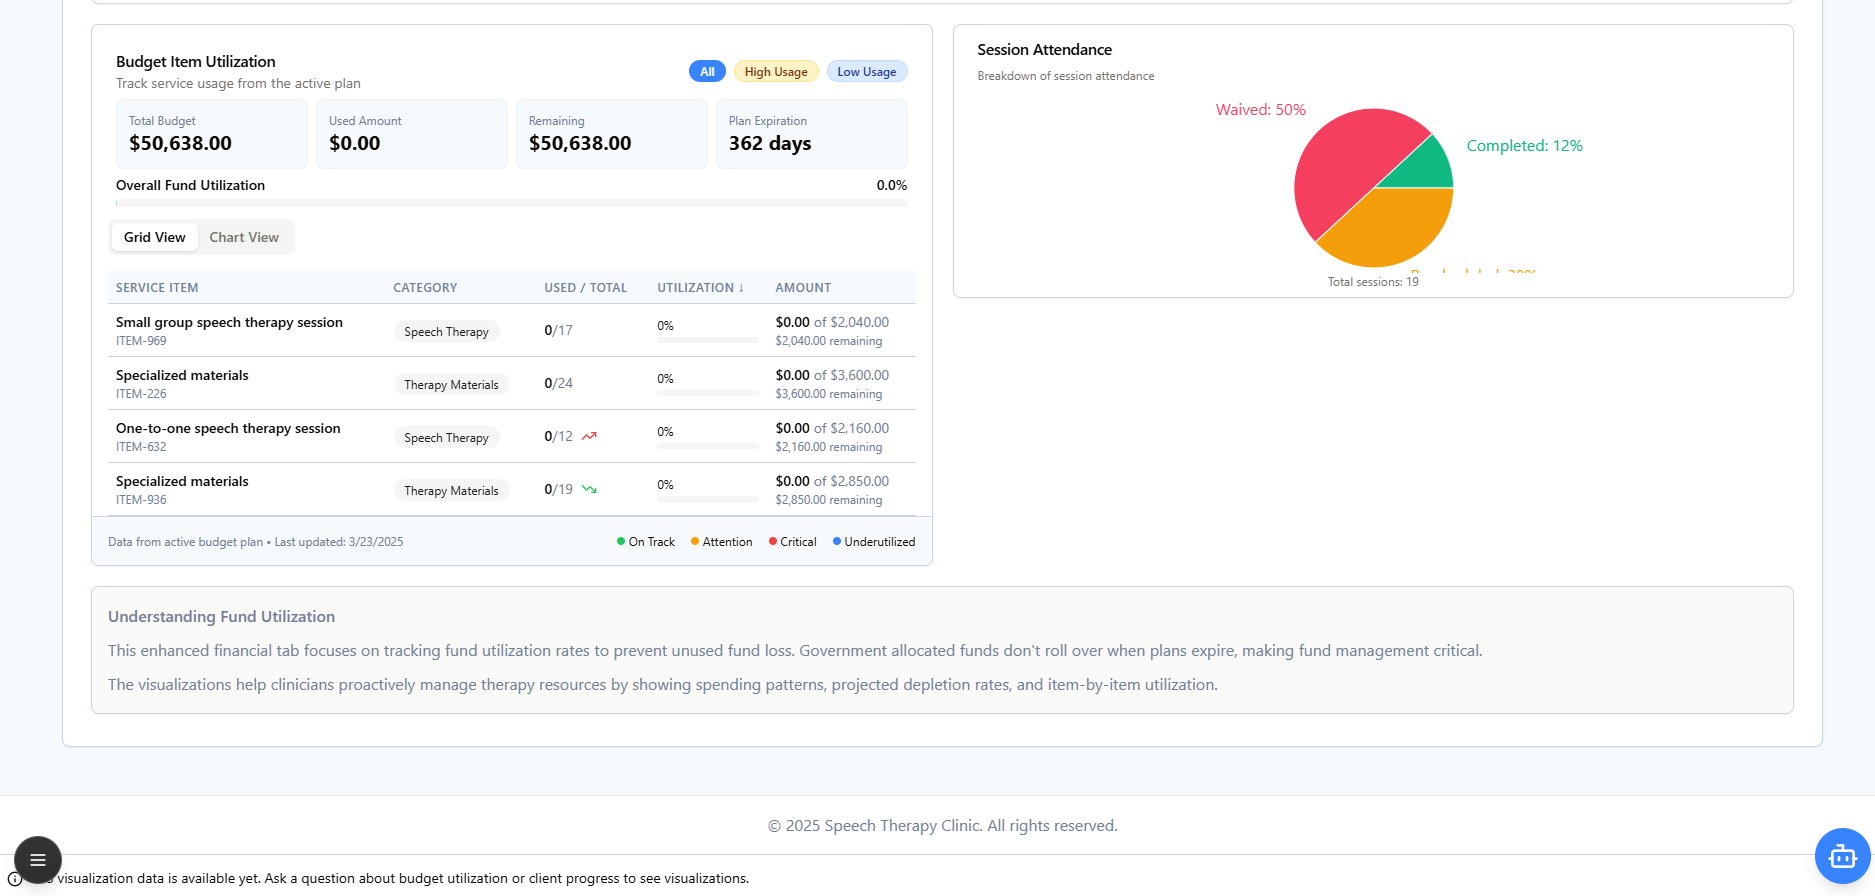 Budget Item Utilization
Track service usage from the active plan
All
High Usage
Low Usage
Total Budget
$50,638.00
Used Amount
$0.00
Remaining
$50,638.00
Plan Expiration
362 days
Overall Fund Utilization
0.0%
Grid View
Chart View
SERVICE ITEM CATEGORY USED / TOTAL UTILIZATION ↓ AMOUNT
Small group speech therapy session
ITEM-969
Speech Therapy
0/17
0%
$0.00 of $2,040.00
$2,040.00 remaining
Specialized materials
ITEM-226
Therapy Materials
0/24
0%
$0.00 of $3,600.00
$3,600.00 remaining
One-to-one speech therapy session
ITEM-632
Speech Therapy
0/12
0%
$0.00 of $2,160.00
$2,160.00 remaining
Specialized materials
ITEM-936
Therapy Materials
0/19
0%
$0.00 of $2,850.00
$2,850.00 remaining
Data from active budget plan • Last updated: 3/23/2025
On Track
Attention
Critical
Underutilized
Session Attendance
Breakdown of session attendance
Waived: 50%
Completed: 12%
Total sessions: 19
Understanding Fund Utilization
This enhanced financial tab focuses on tracking fund utilization rates to prevent unused fund loss. Government allocated funds don't roll over when plans expire, making fund management critical.
The visualizations help clinicians proactively manage therapy resources by showing spending patterns, projected depletion rates, and item-by-item utilization.
© 2025 Speech Therapy Clinic. All rights reserved.
visualization data is available yet. Ask a question about budget utilization or client progress to see visualizations.